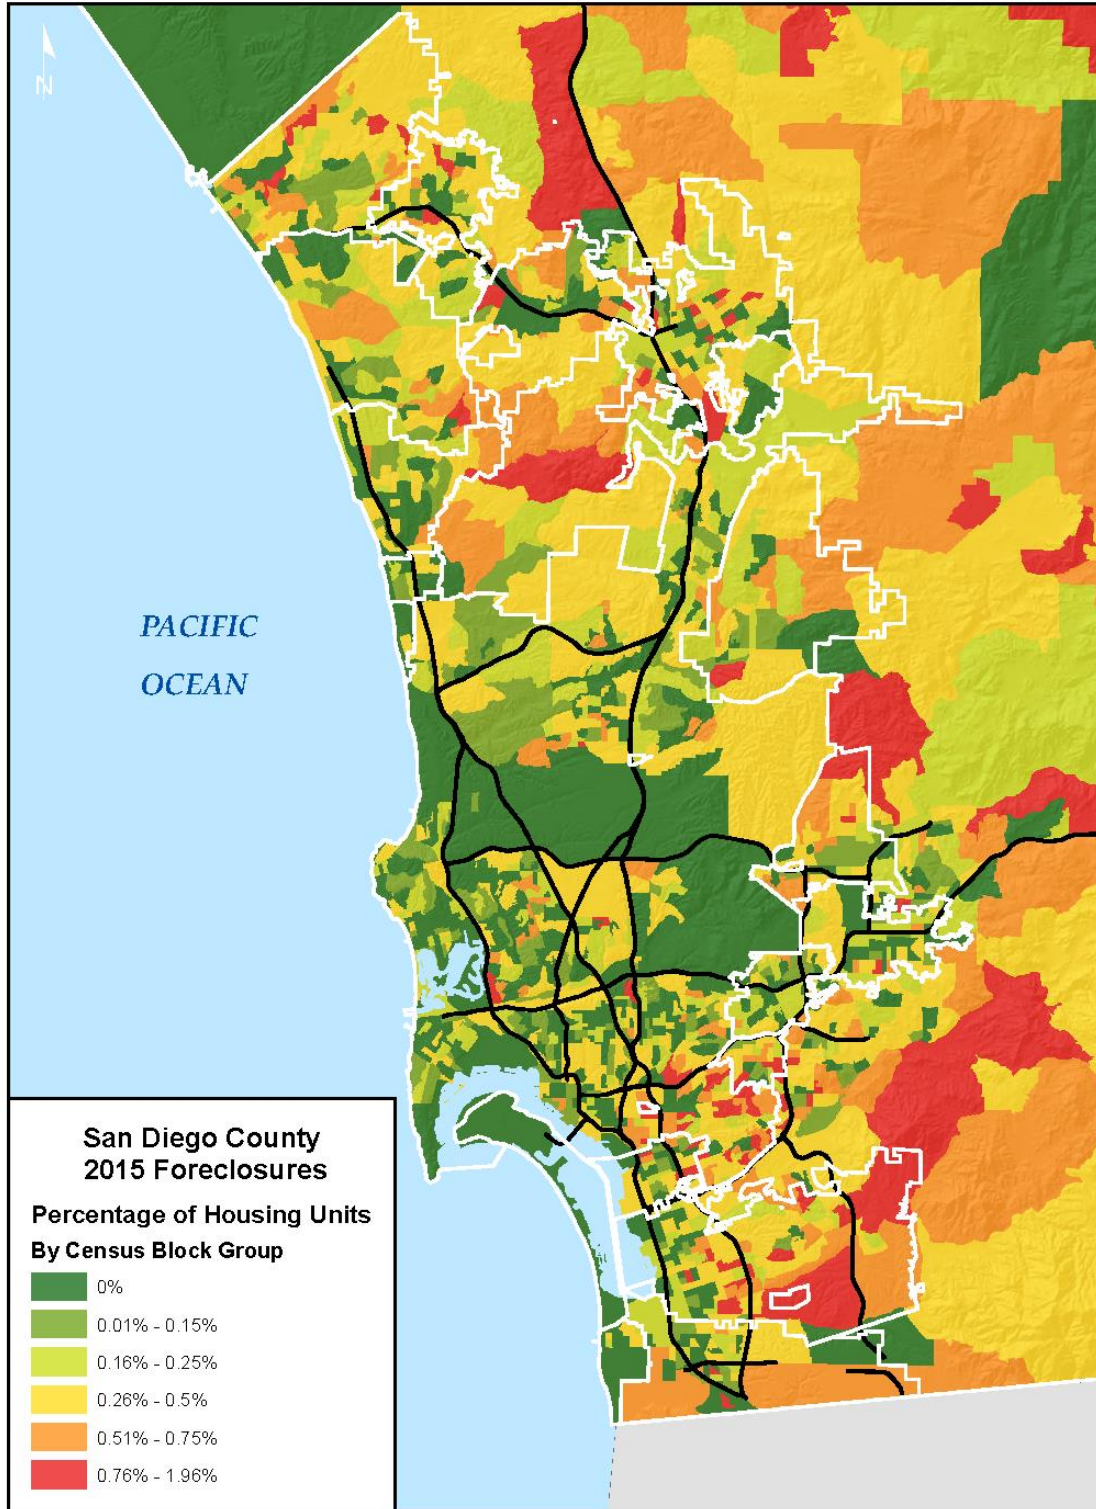 N
PACIFIC
OCEAN
San Diego County
2015 Foreclosures
Percentage of Housing Units
By Census Block Group
0%
0.01% - 0.15%
0.16% - 0.25%
0.26% - 0.5%
0.51% - 0.75%
0.76% - 1.96%